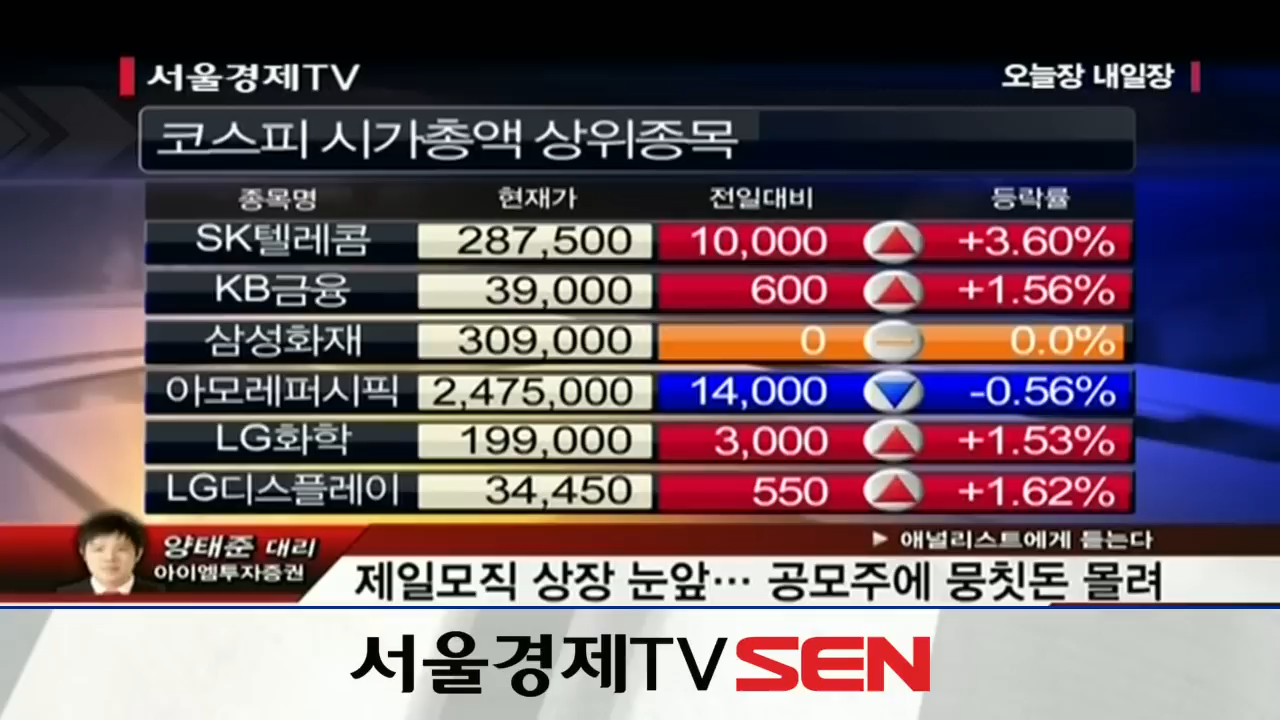 서울경제TV 오늘장 내일장
코스피 시가총액 상위종목
종목명 현재가 전일대비 등락률
SK텔레콤 287,500 10,000 +3.60%
KB금융 39,000 600 +1.56%
삼성화재 309,000 0 0.0%
아모레퍼시픽 2,475,000 14,000 -0.56%
LG화학 199,000 3,000 +1.53%
LG디스플레이 34,450 550 +1.62%
양태준 대리
아이엠투자증권
애널리스트에게 듣는다
제일모직 상장 눈앞… 공모주에 뭉칫돈 몰려
서울경제TV SEN